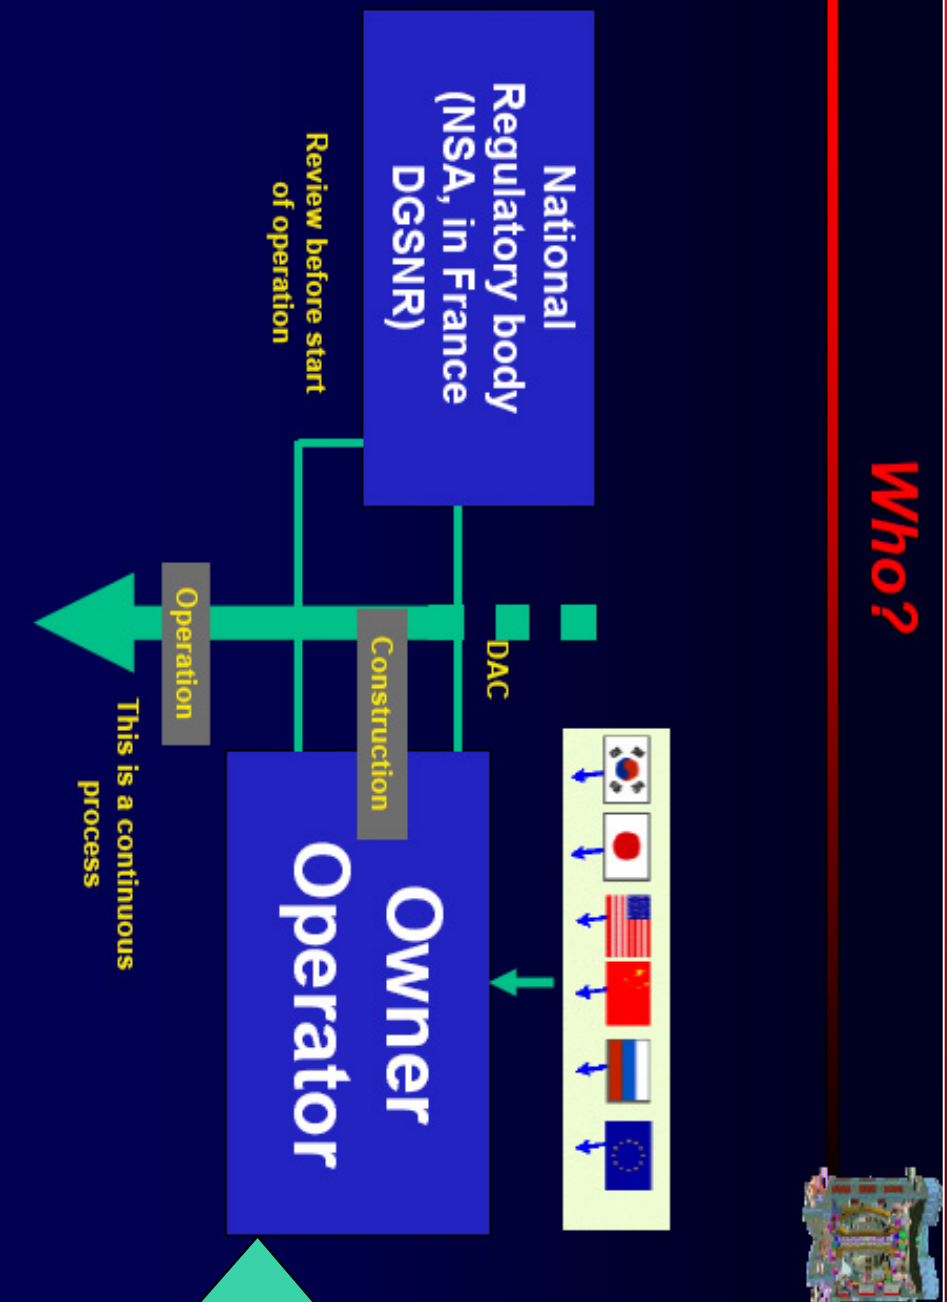 Who?
National
Regulatory body
(NSA, in France
DGSNR)
DAC
Review before start
of operation
Construction
Owner
Operator
Operation
This is a continuous
process